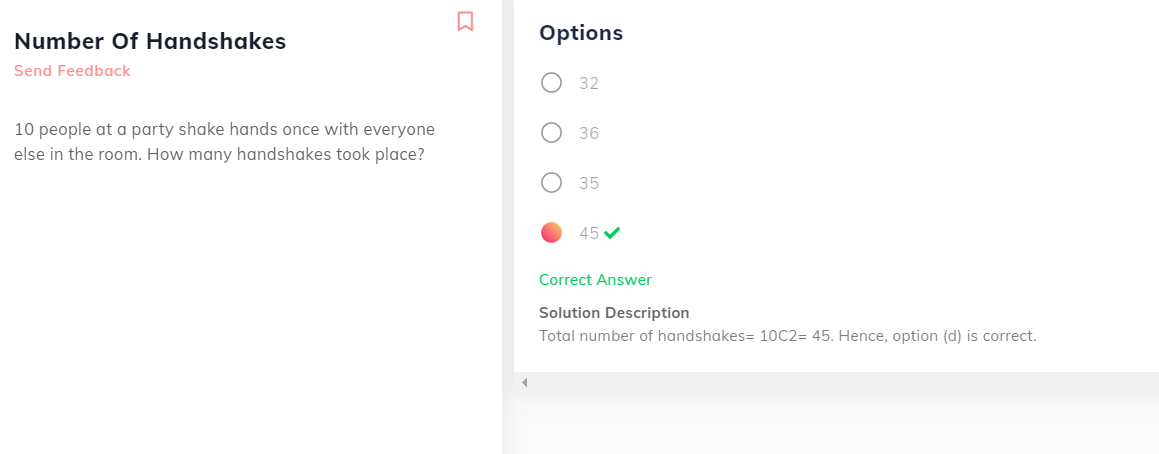 Number Of Handshakes
Send Feedback
10 people at a party shake hands once with everyone
else in the room. How many handshakes took place?
Options
32
36
35
45
Correct Answer
Solution Description
Total number of handshakes= 10C2= 45. Hence, option (d) is correct.